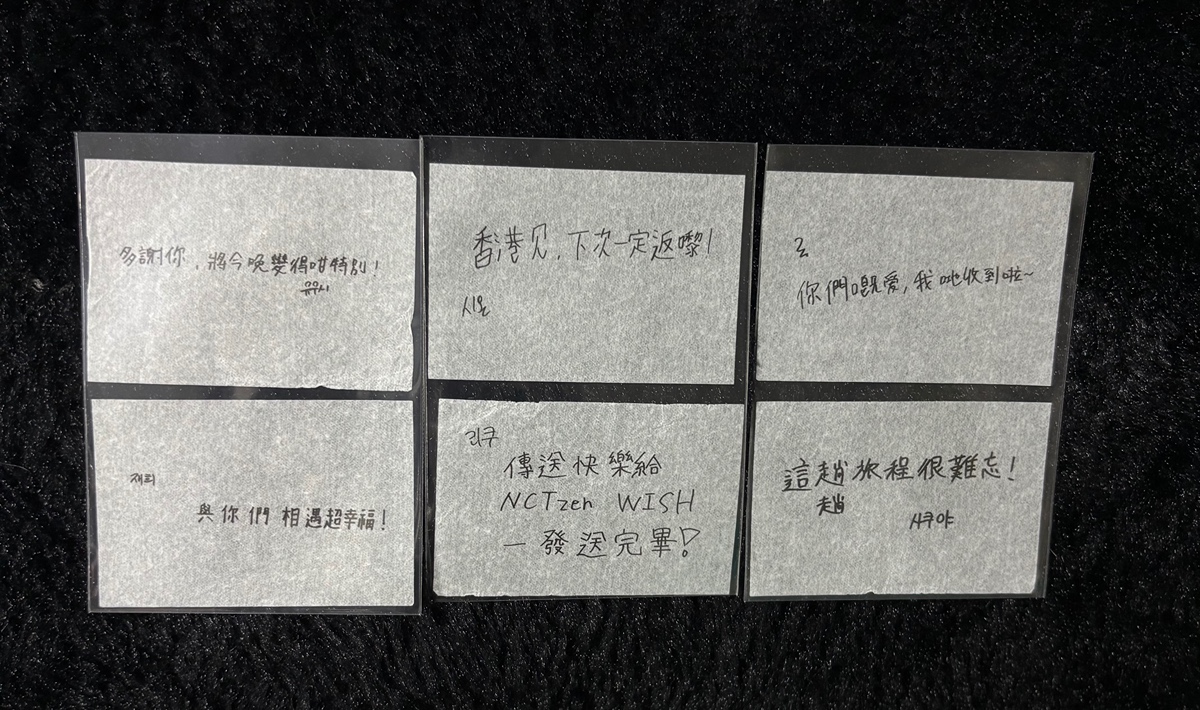 多謝你，將今晚變得咁特別！
유우시
香港见，下次一定返嚟！
시온
료
你們嘅愛，我哋收到啦~
재희
與你們 相遇超幸福！
리쿠
傳送快樂給
NCTzen WISH
一發送完畢！
這趟旅程很難忘！
趟
사쿠야